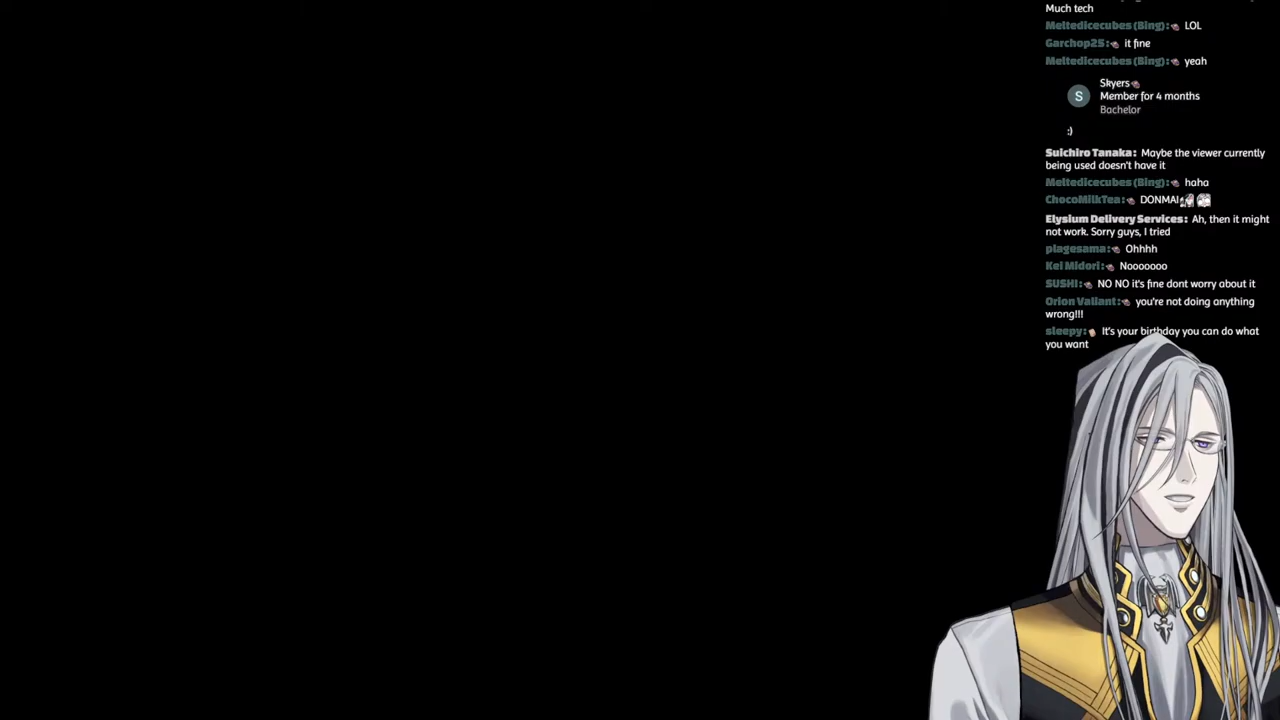 Much tech
Meltedicecubes (Bing): LOL
Garchop25: it fine
Meltedicecubes (Bing): yeah
Skyers
S
Member for 4 months
Bachelor
:)
Suichiro Tanaka: Maybe the viewer currently
being used doesn't have it
Meltedicecubes (Bing): haha
ChocoMilkTea: DONMAI
Elysium Delivery Services: Ah, then it might
not work. Sorry guys, I tried
plagesama: Ohhhh
Kei Midori: Nooooooo
SUSHI: NO NO it's fine dont worry about it
Orion Valiant: you're not doing anything
wrong!!!
sleepy: It's your birthday you can do what
you want